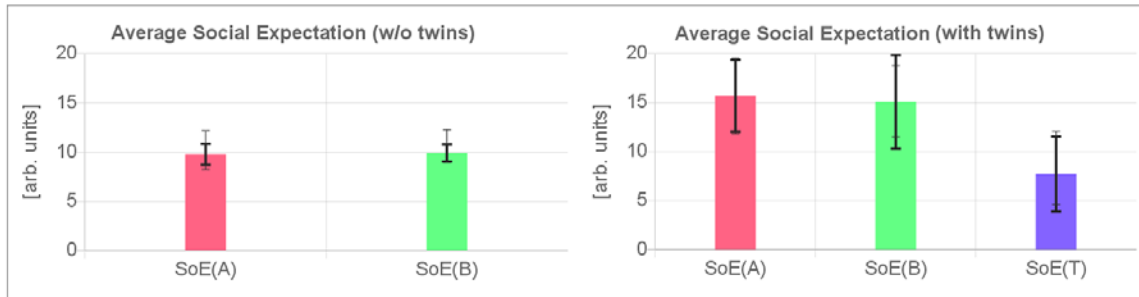 Average Social Expectation (w/o twins)
20
15
10
5
0
[arb. units]
SoE(A) SoE(B)
Average Social Expectation (with twins)
20
15
10
5
0
[arb. units]
SoE(A) SoE(B) SoE(T)